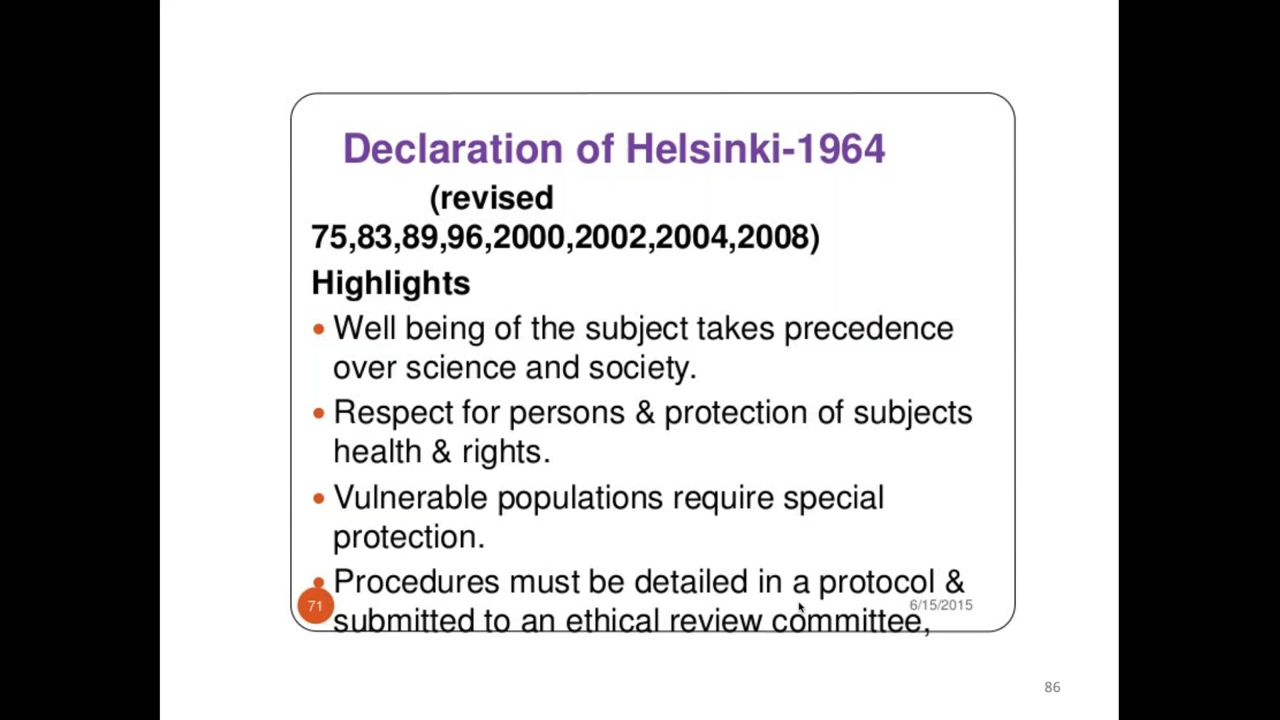 Declaration of Helsinki-1964
(revised
75,83,89,96,2000,2002,2004,2008)
Highlights
• Well being of the subject takes precedence
over science and society.
• Respect for persons & protection of subjects
health & rights.
• Vulnerable populations require special
protection.
• Procedures must be detailed in a protocol &
submitted to an ethical review committee,
71
6/15/2015
86